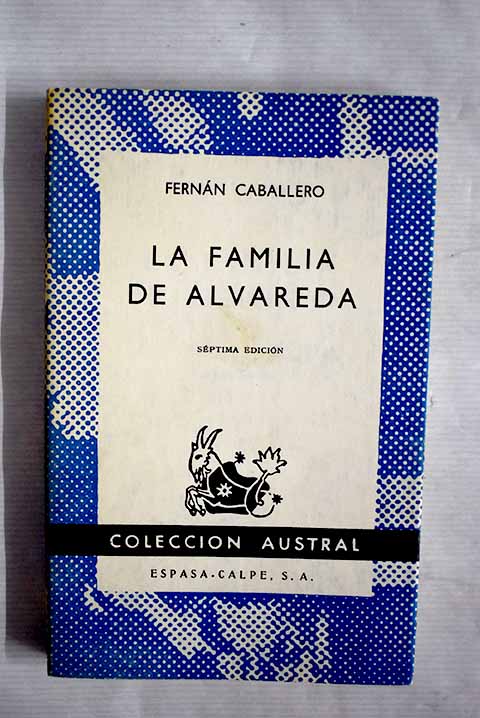 FERNÁN CABALLERO
LA FAMILIA
DE ALVAREDA
SÉPTIMA EDICIÓN
COLECCION AUSTRAL
ESPASA-CALPE, S. A.